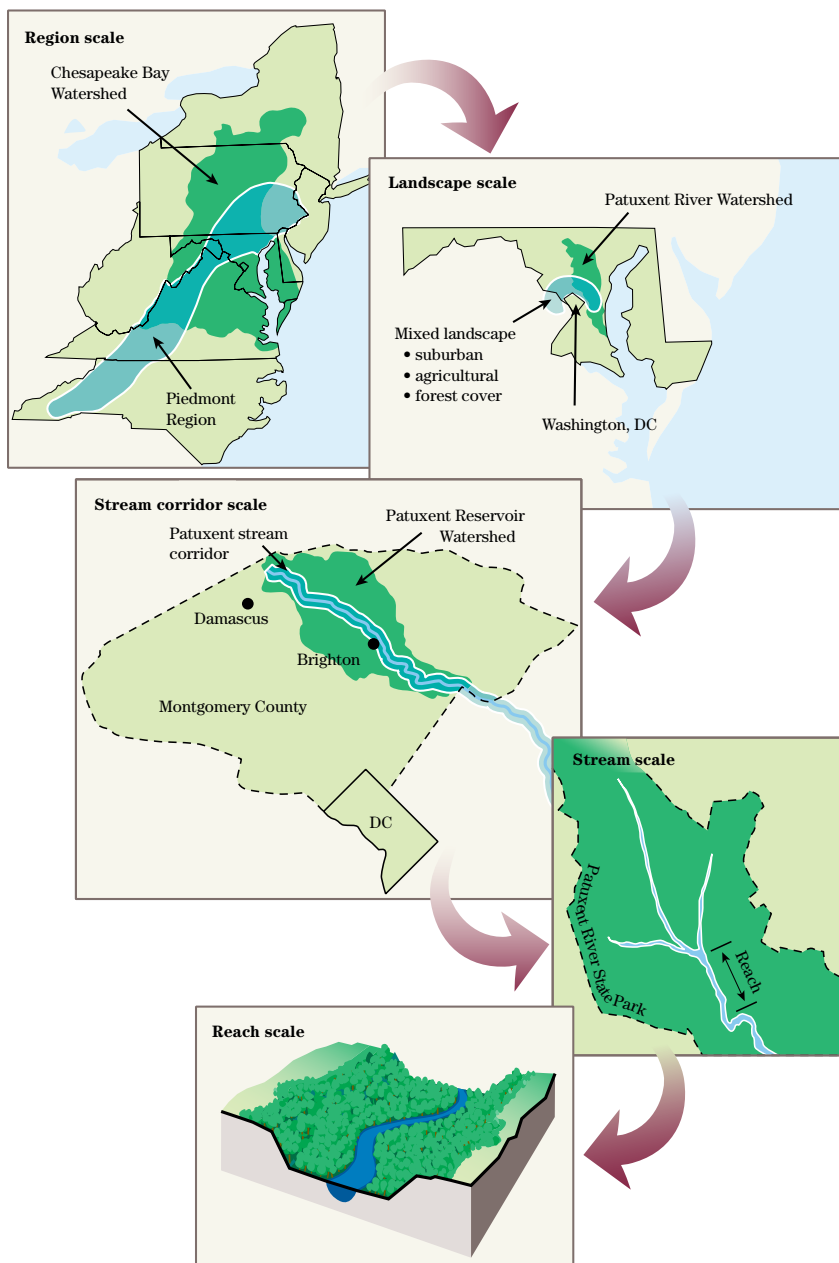 Region scale
Chesapeake Bay
Watershed
Piedmont
Region
Landscape scale
Patuxent River Watershed
Mixed landscape
• suburban
• agricultural
• forest cover
Washington, DC
Stream corridor scale
Patuxent stream
corridor
Patuxent Reservoir
Watershed
Damascus
Brighton
Montgomery County
DC
Stream scale
Patuxent River State Park
Reach
Reach scale